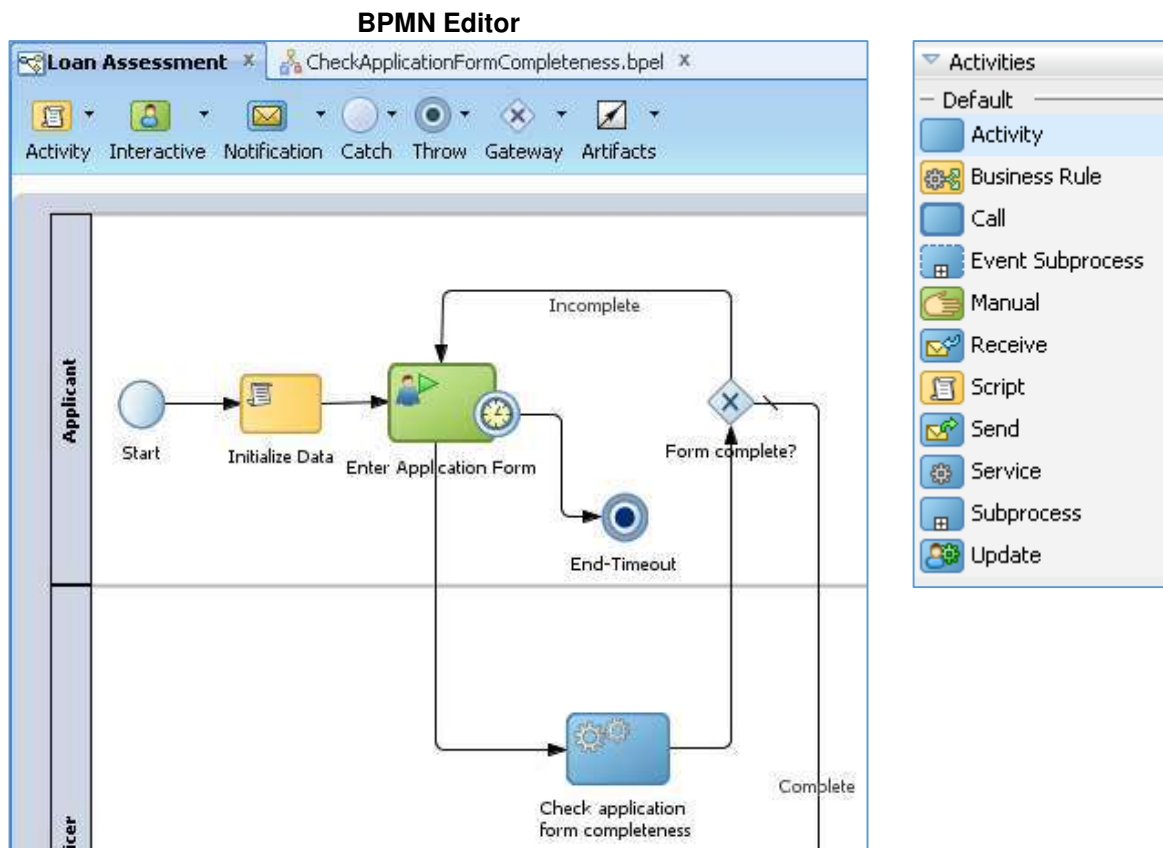 BPMN Editor
Loan Assessment
CheckApplicationFormCompleteness.bpel
Activity Interactive Notification Catch Throw Gateway Artifacts
Applicant
Incomplete
Start
Initialize Data
Enter Application Form
Form complete?
End-Timeout
Check application
form completeness
Complete
icer
Activities
Default
Activity
Business Rule
Call
Event Subprocess
Manual
Receive
Script
Send
Service
Subprocess
Update